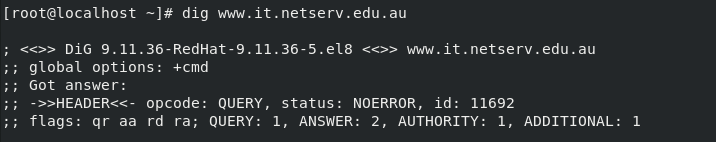 [root@localhost ~]# dig www.it.netserv.edu.au
; <<>> DiG 9.11.36-RedHat-9.11.36-5.el8 <<>> www.it.netserv.edu.au
;; global options: +cmd
;; Got answer:
;; ->>HEADER<<- opcode: QUERY, status: NOERROR, id: 11692
;; flags: qr aa rd ra; QUERY: 1, ANSWER: 2, AUTHORITY: 1, ADDITIONAL: 1